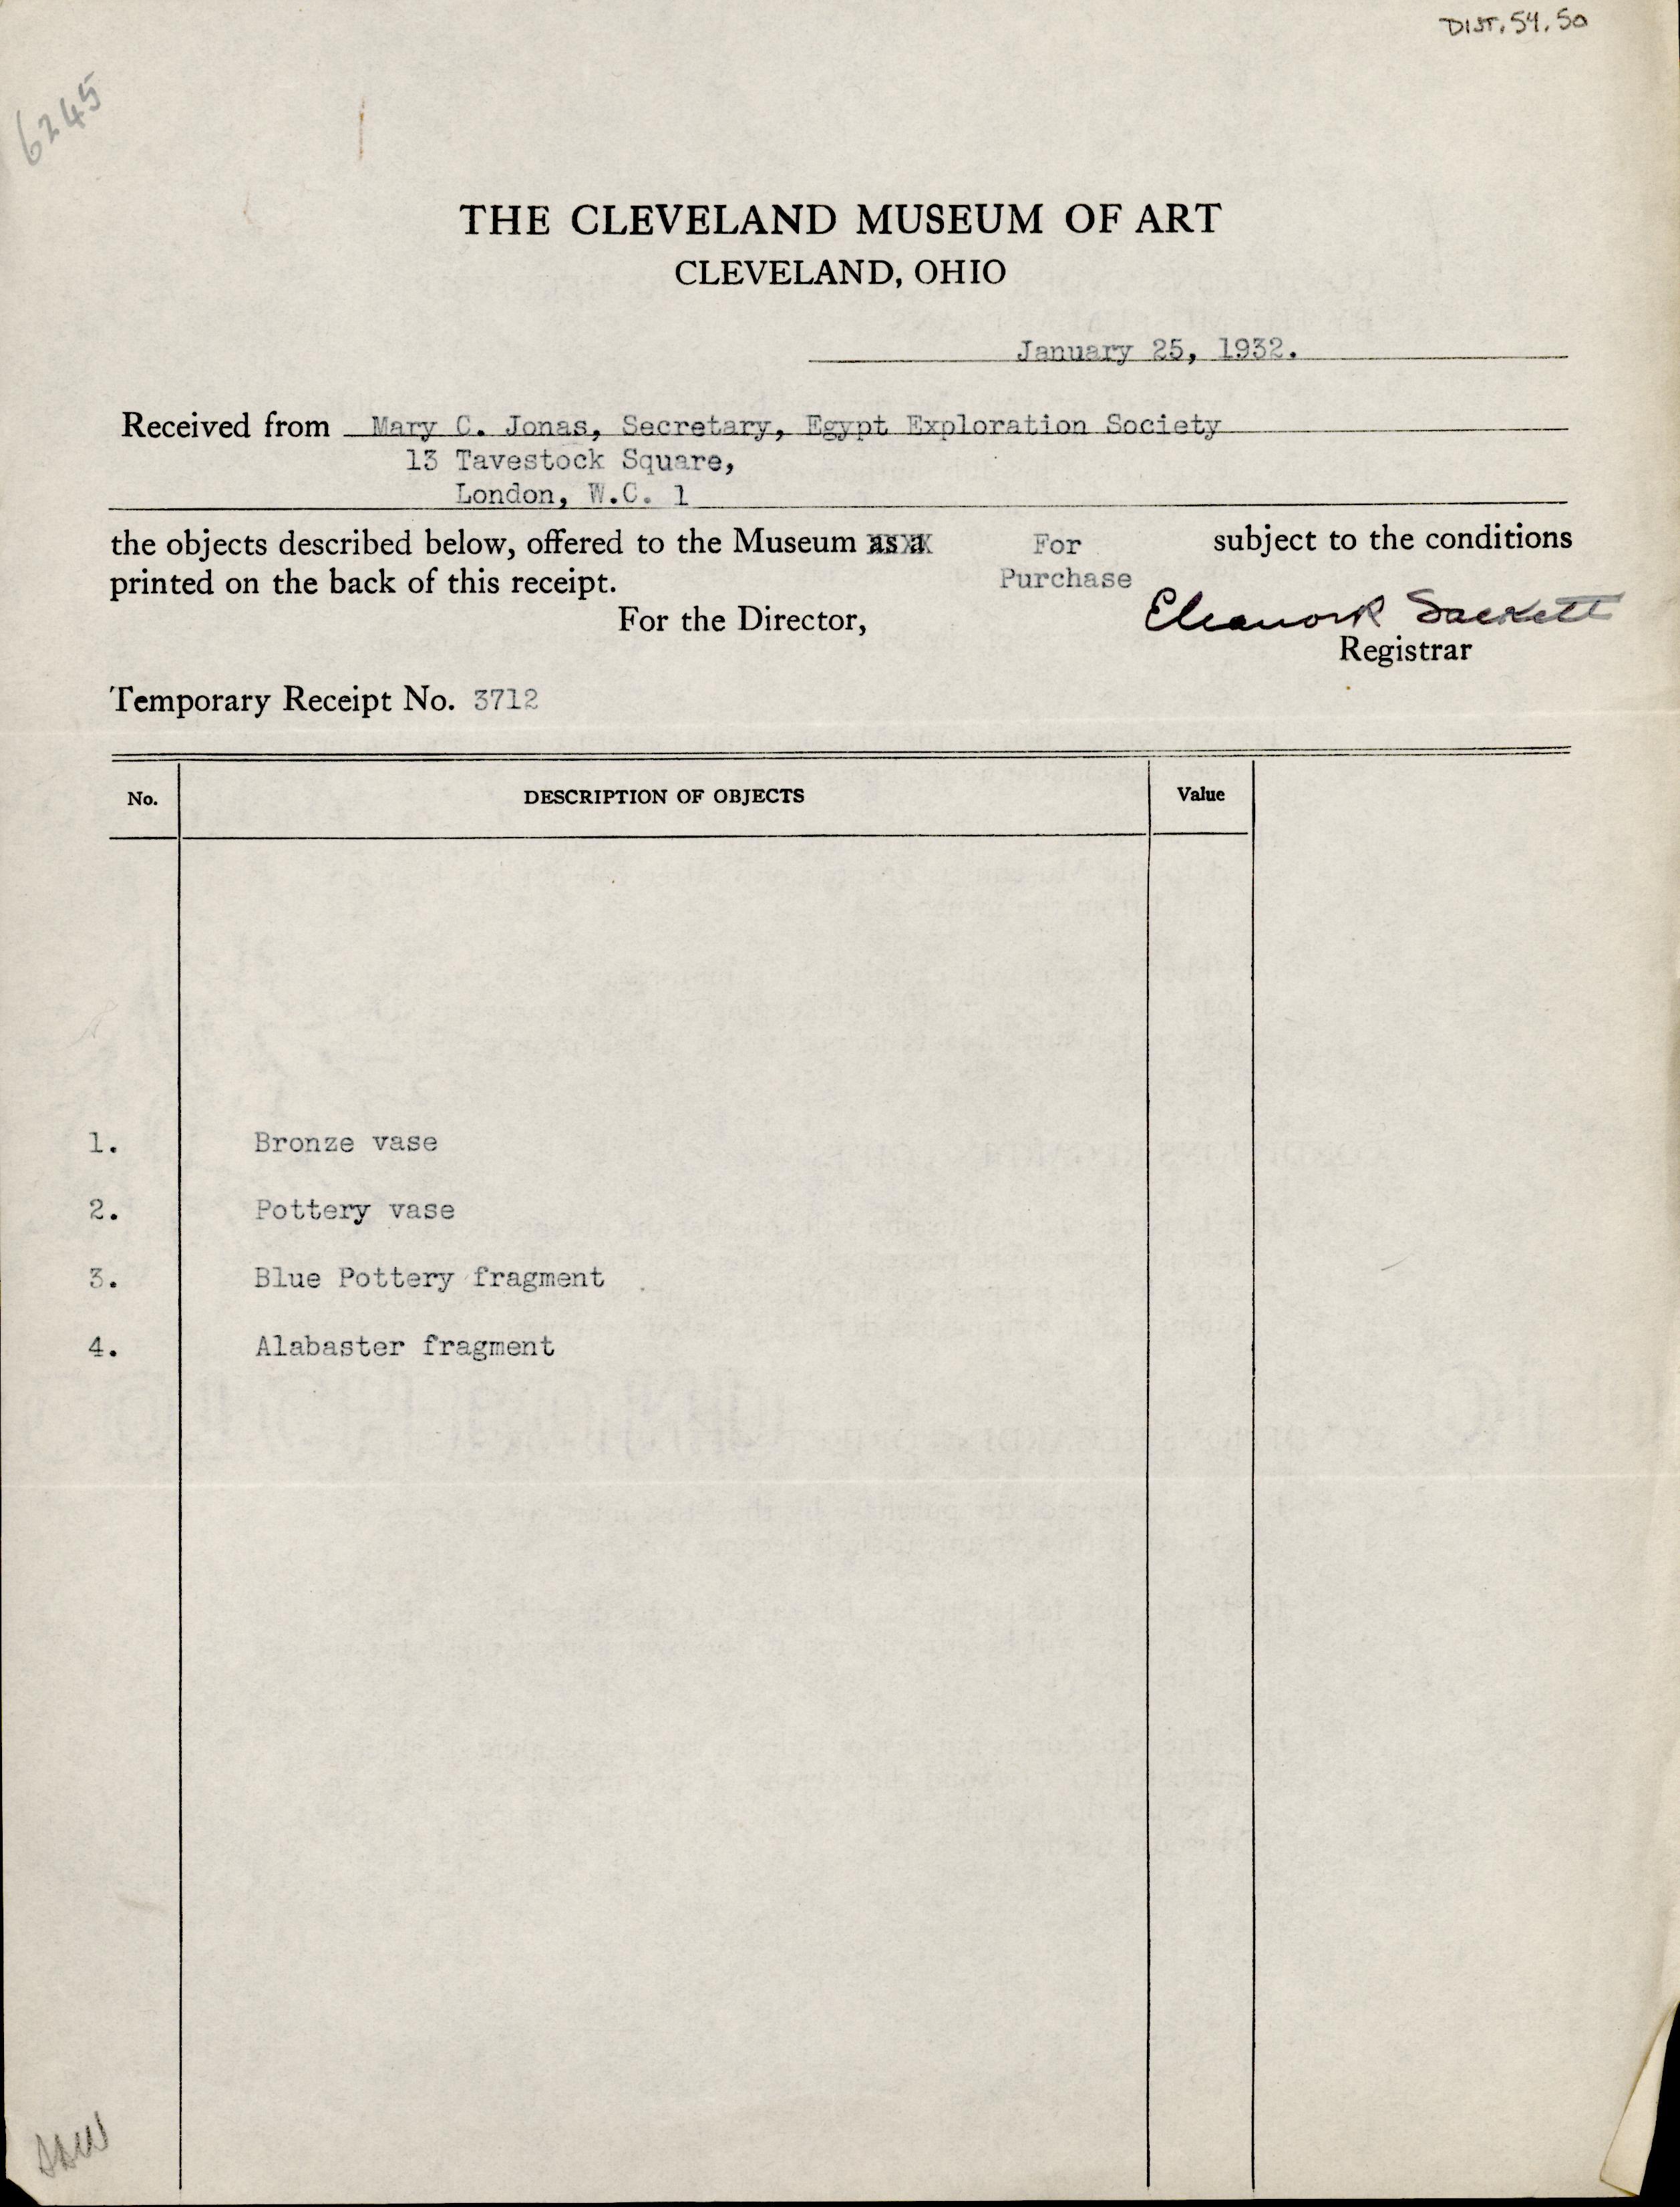 DIST. 54. 50
6245
THE CLEVELAND MUSEUM OF ART
CLEVELAND, OHIO
January 25, 1932.
Received from Mary C. Jonas, Secretary, Egypt Exploration Society
13 Tavestock Square,
London, W.C. 1
the objects described below, offered to the Museum as a For subject to the conditions
printed on the back of this receipt. Purchase
For the Director, Eleanor R Sackett
Registrar
Temporary Receipt No. 3712
No. DESCRIPTION OF OBJECTS Value
1. Bronze vase
2. Pottery vase
3. Blue Pottery fragment
4. Alabaster fragment